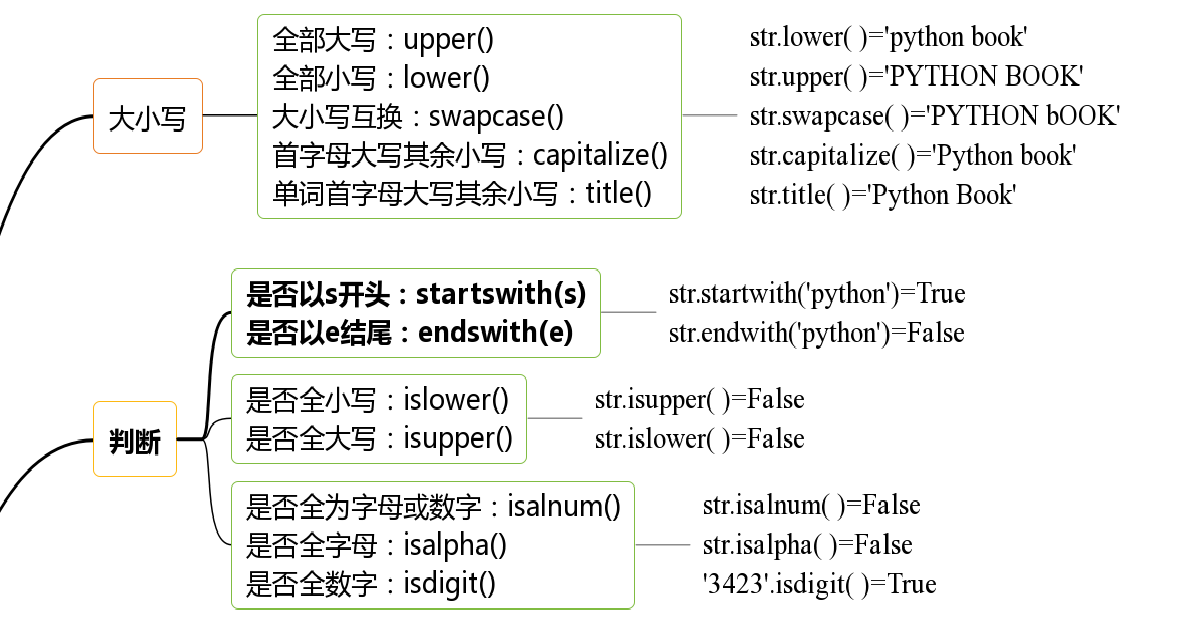 大小写
全部大写：upper()
全部小写：lower()
大小写互换：swapcase()
首字母大写其余小写：capitalize()
单词首字母大写其余小写：title()
str.lower( )='python book'
str.upper( )='PYTHON BOOK'
str.swapcase( )='PYTHON bOOK'
str.capitalize( )='Python book'
str.title( )='Python Book'
判断
是否以s开头：startswith(s)
是否以e结尾：endswith(e)
str.startwith('python')=True
str.endwith('python')=False
是否全小写：islower()
是否全大写：isupper()
str.isupper( )=False
str.islower( )=False
是否全为字母或数字：isalnum()
是否全字母：isalpha()
是否全数字：isdigit()
str.isalnum( )=False
str.isalpha( )=False
'3423'.isdigit( )=True